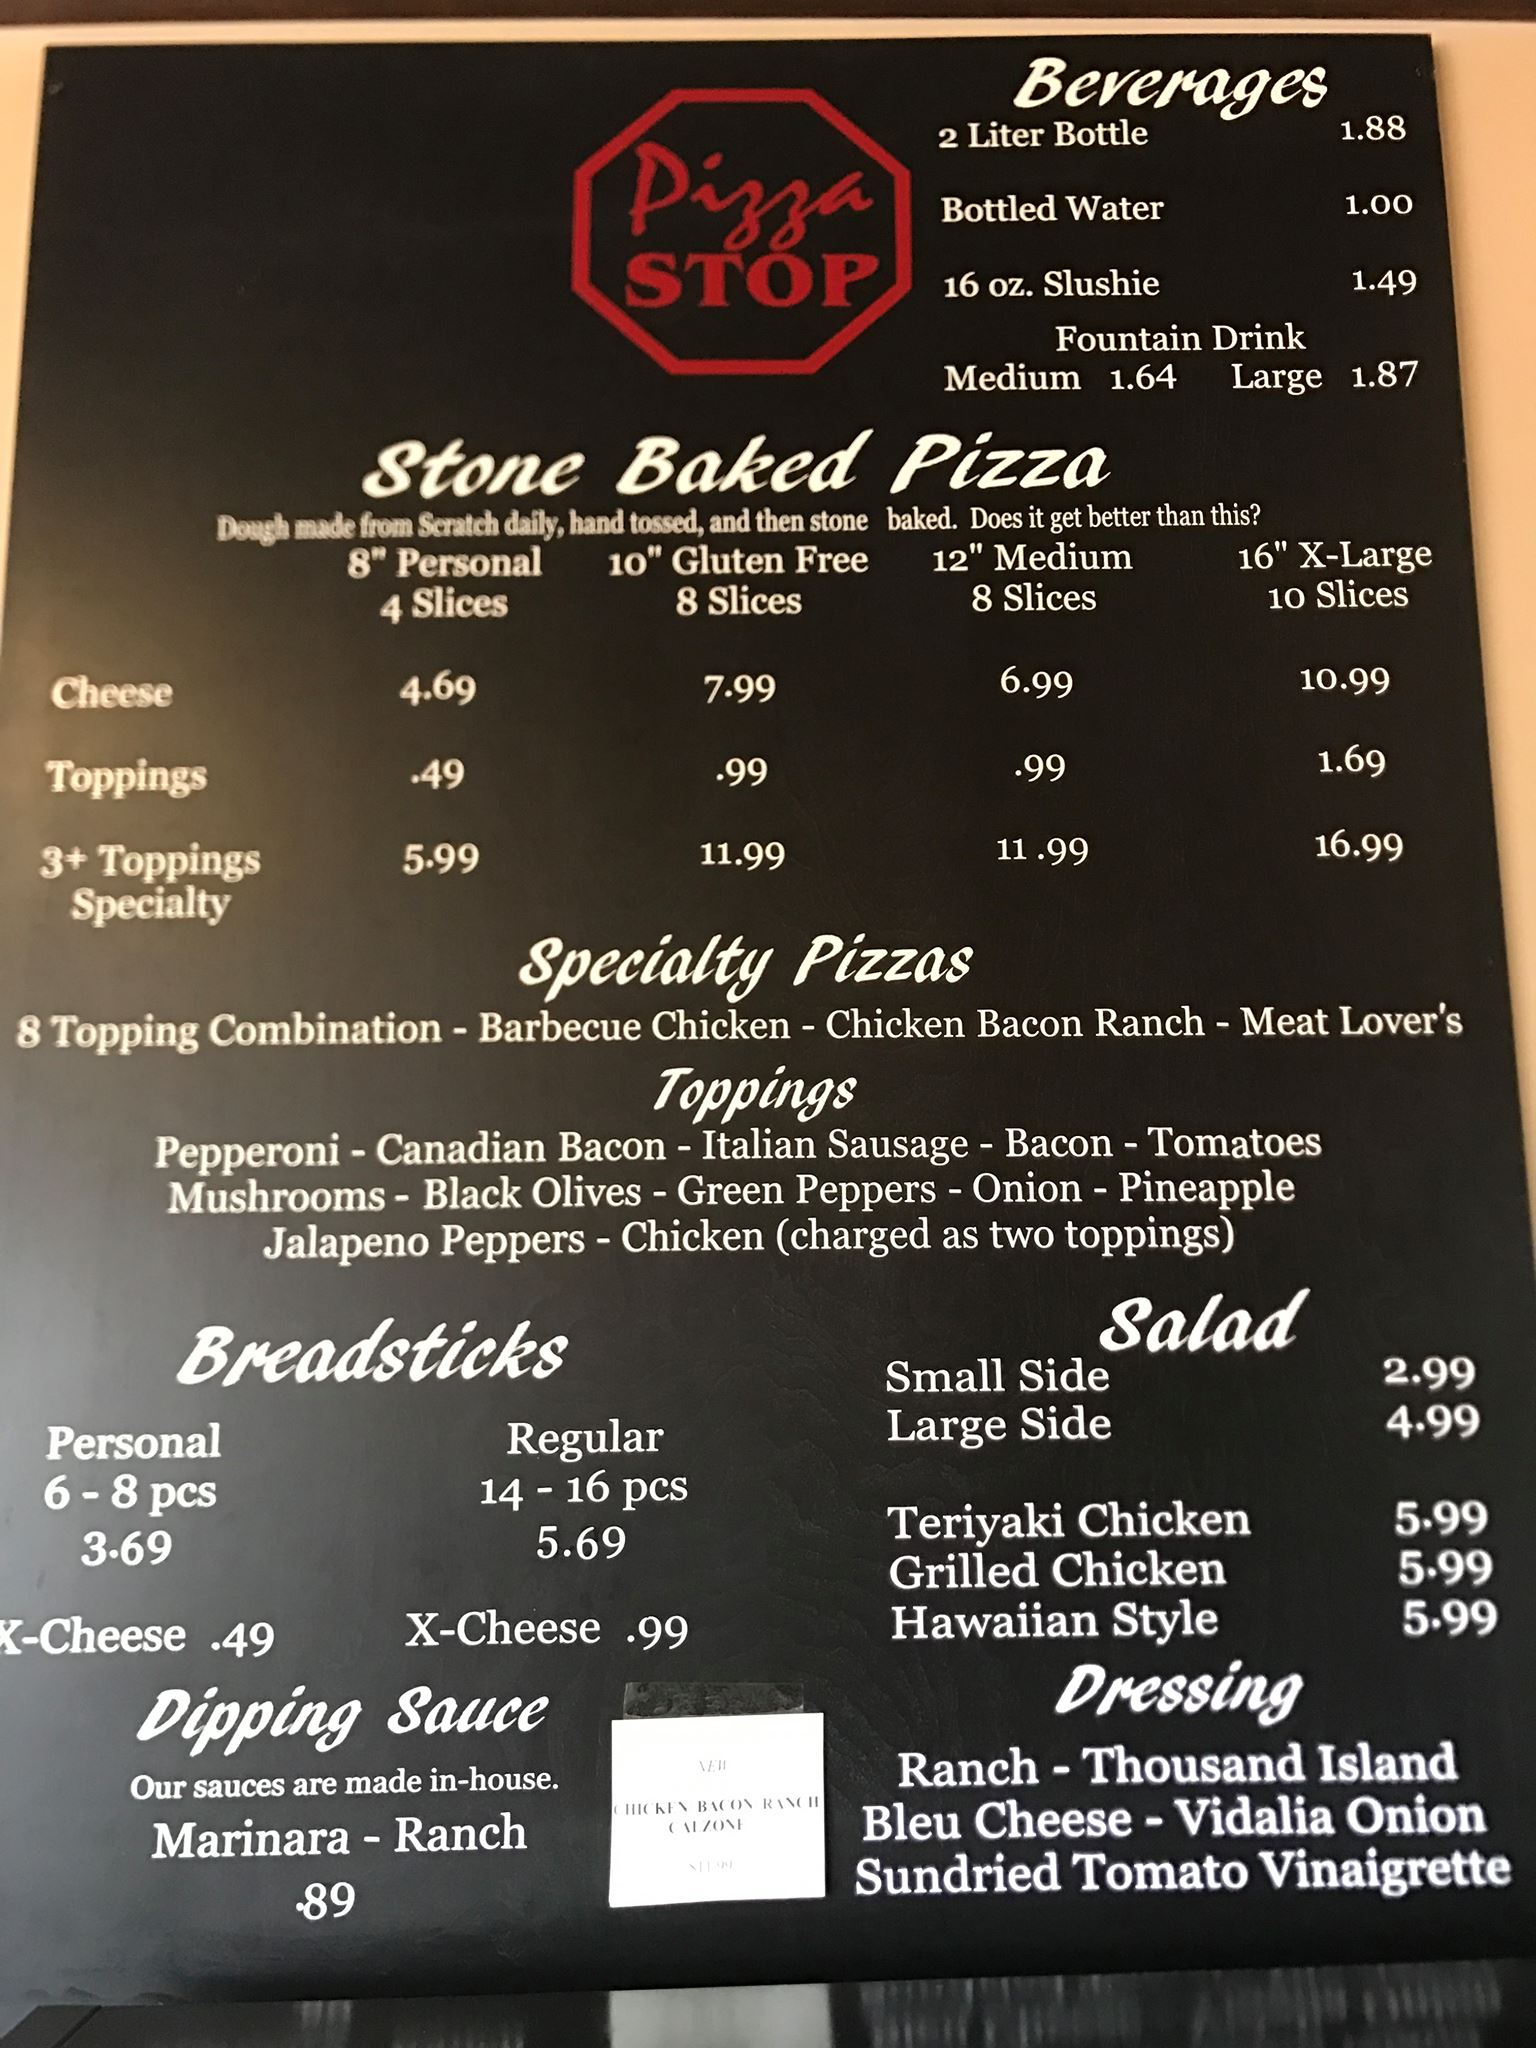 Pizza
STOP
Beverages
2 Liter Bottle 1.88
Bottled Water 1.00
16 oz. Slushie 1.49
Fountain Drink
Medium 1.64 Large 1.87
Stone Baked Pizza
Dough made from Scratch daily, hand tossed, and then stone baked. Does it get better than this?
8" Personal 10" Gluten Free 12" Medium 16" X-Large
4 Slices 8 Slices 8 Slices 10 Slices
Cheese 4.69 7.99 6.99 10.99
Toppings .49 .99 .99 1.69
3+ Toppings 5.99 11.99 11 .99 16.99
Specialty
Specialty Pizzas
8 Topping Combination - Barbecue Chicken - Chicken Bacon Ranch - Meat Lover's
Toppings
Pepperoni - Canadian Bacon - Italian Sausage - Bacon - Tomatoes
Mushrooms - Black Olives - Green Peppers - Onion - Pineapple
Jalapeno Peppers - Chicken (charged as two toppings)
Breadsticks
Personal Regular
6 - 8 pcs 14 - 16 pcs
3.69 5.69
X-Cheese .49 X-Cheese .99
Dipping Sauce
Our sauces are made in-house.
Marinara - Ranch
.89
NEW
CHICKEN BACON RANCH
CALZONE
$11.99
Salad
Small Side 2.99
Large Side 4.99
Teriyaki Chicken 5.99
Grilled Chicken 5.99
Hawaiian Style 5.99
Dressing
Ranch - Thousand Island
Bleu Cheese - Vidalia Onion
Sundried Tomato Vinaigrette